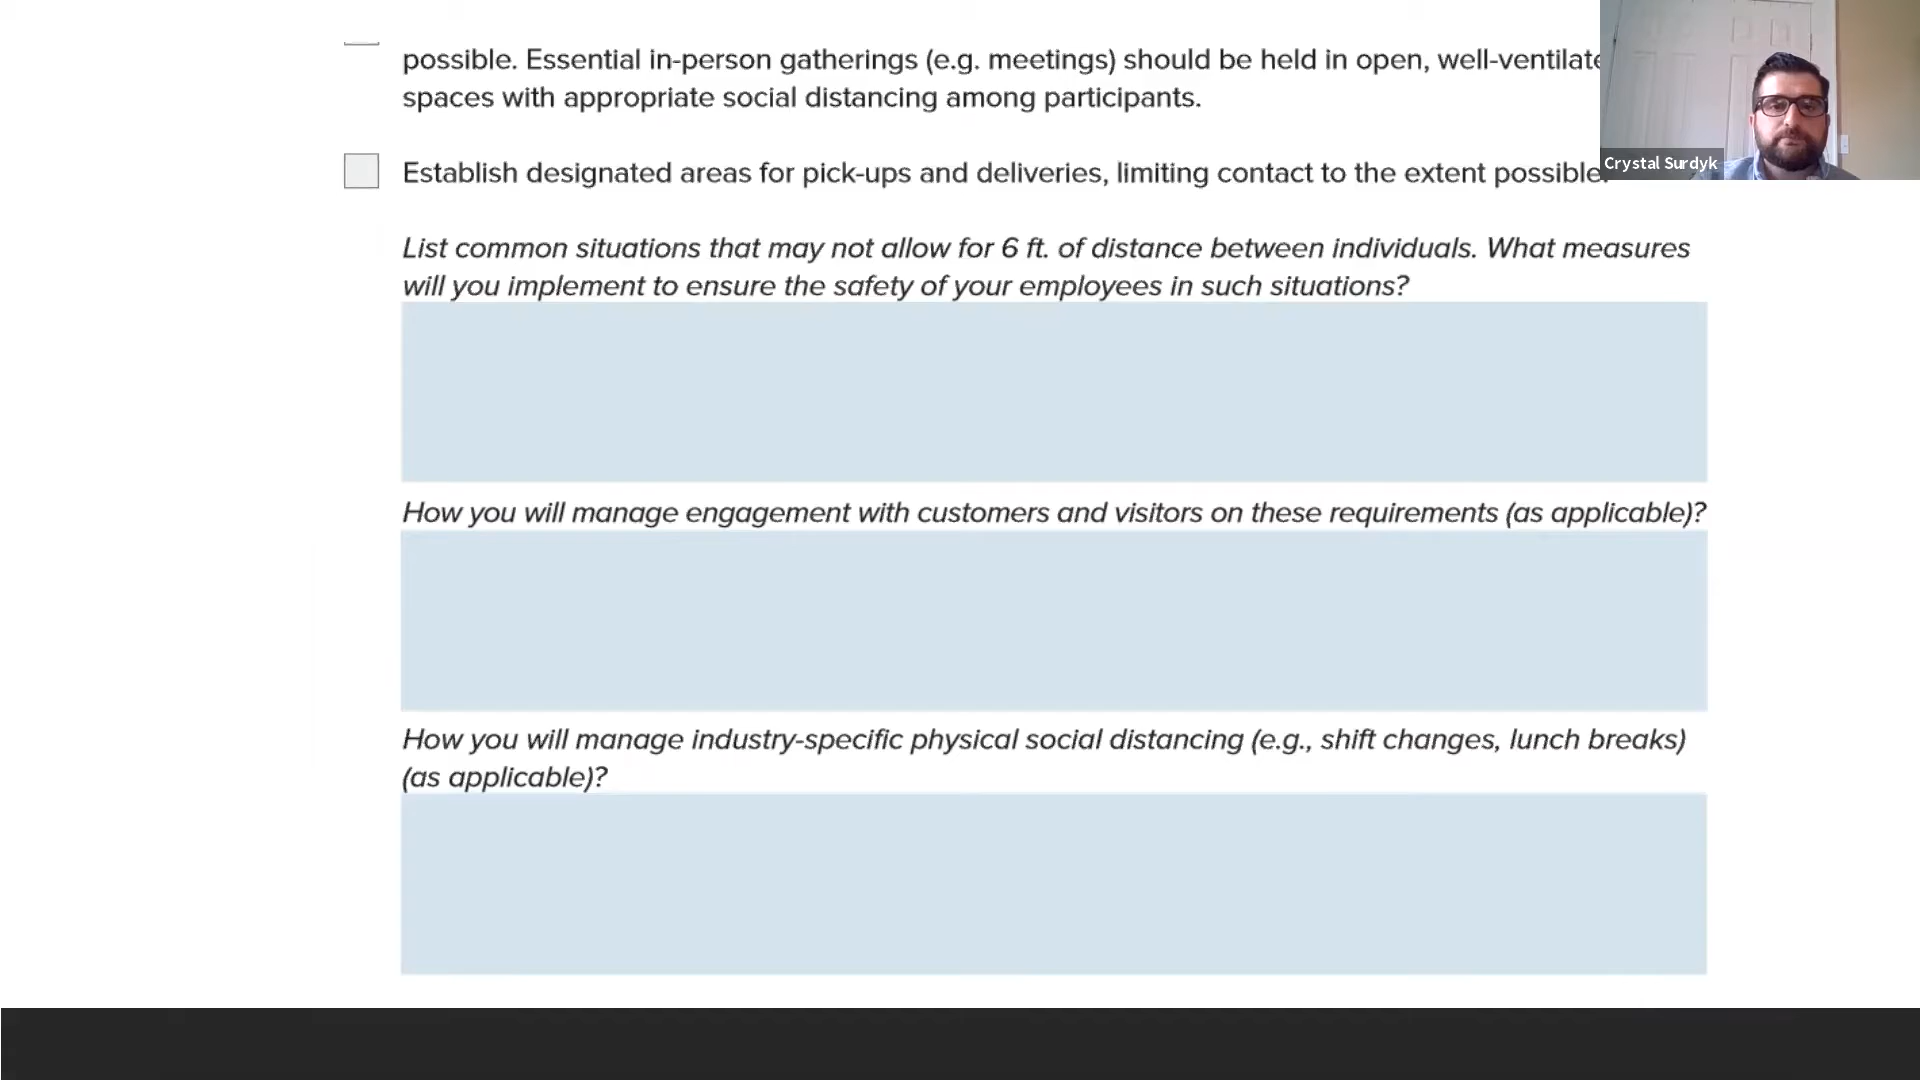 possible. Essential in-person gatherings (e.g. meetings) should be held in open, well-ventilate
spaces with appropriate social distancing among participants.
Establish designated areas for pick-ups and deliveries, limiting contact to the extent possible.
Crystal Surdyk
List common situations that may not allow for 6 ft. of distance between individuals. What measures
will you implement to ensure the safety of your employees in such situations?
How you will manage engagement with customers and visitors on these requirements (as applicable)?
How you will manage industry-specific physical social distancing (e.g., shift changes, lunch breaks)
(as applicable)?